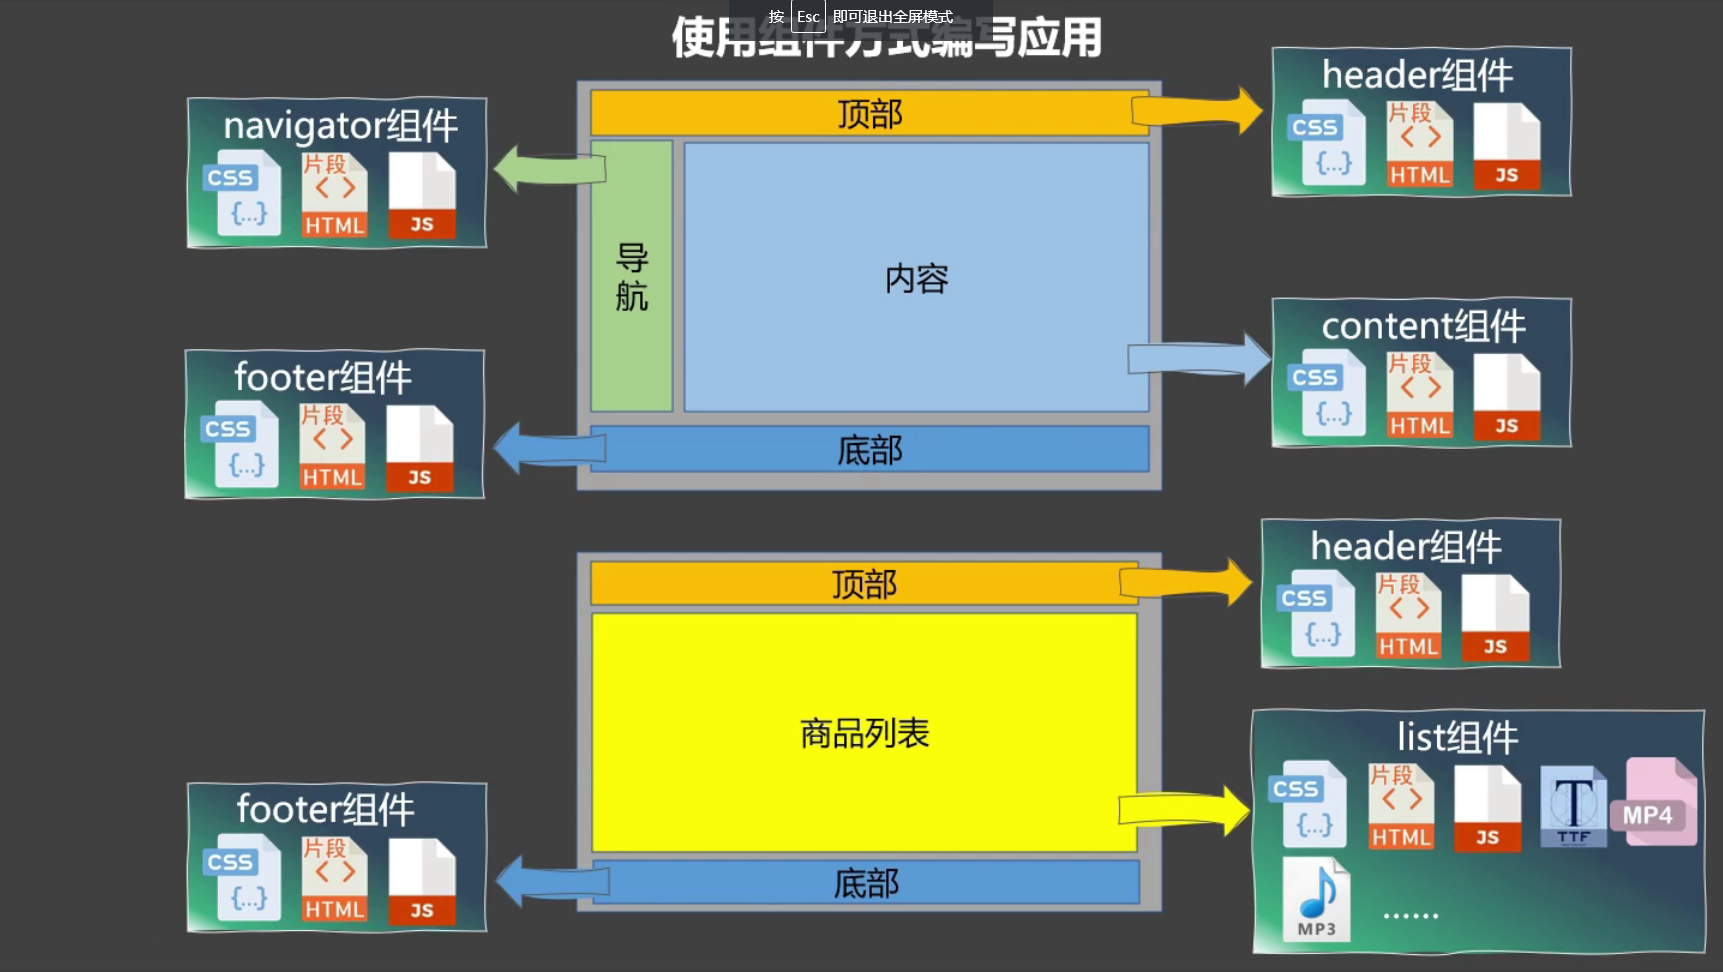 按 Esc 即可退出全屏模式
使用组件方式编写应用
navigator组件
CSS
{...}
片段
<>
HTML
JS
顶部
导
航
内容
底部
header组件
CSS
{...}
片段
<>
HTML
JS
footer组件
CSS
{...}
片段
<>
HTML
JS
content组件
CSS
{...}
片段
<>
HTML
JS
顶部
商品列表
底部
header组件
CSS
{...}
片段
<>
HTML
JS
footer组件
CSS
{...}
片段
<>
HTML
JS
list组件
CSS
{...}
片段
<>
HTML
JS
T
TTF
MP4
MP3
......